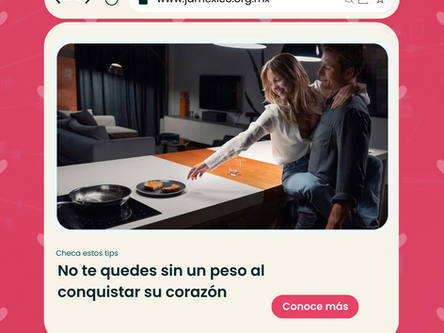 www.jamexico.org.mx
Checa estos tips
No te quedes sin un peso al
conquistar su corazón
Conoce más